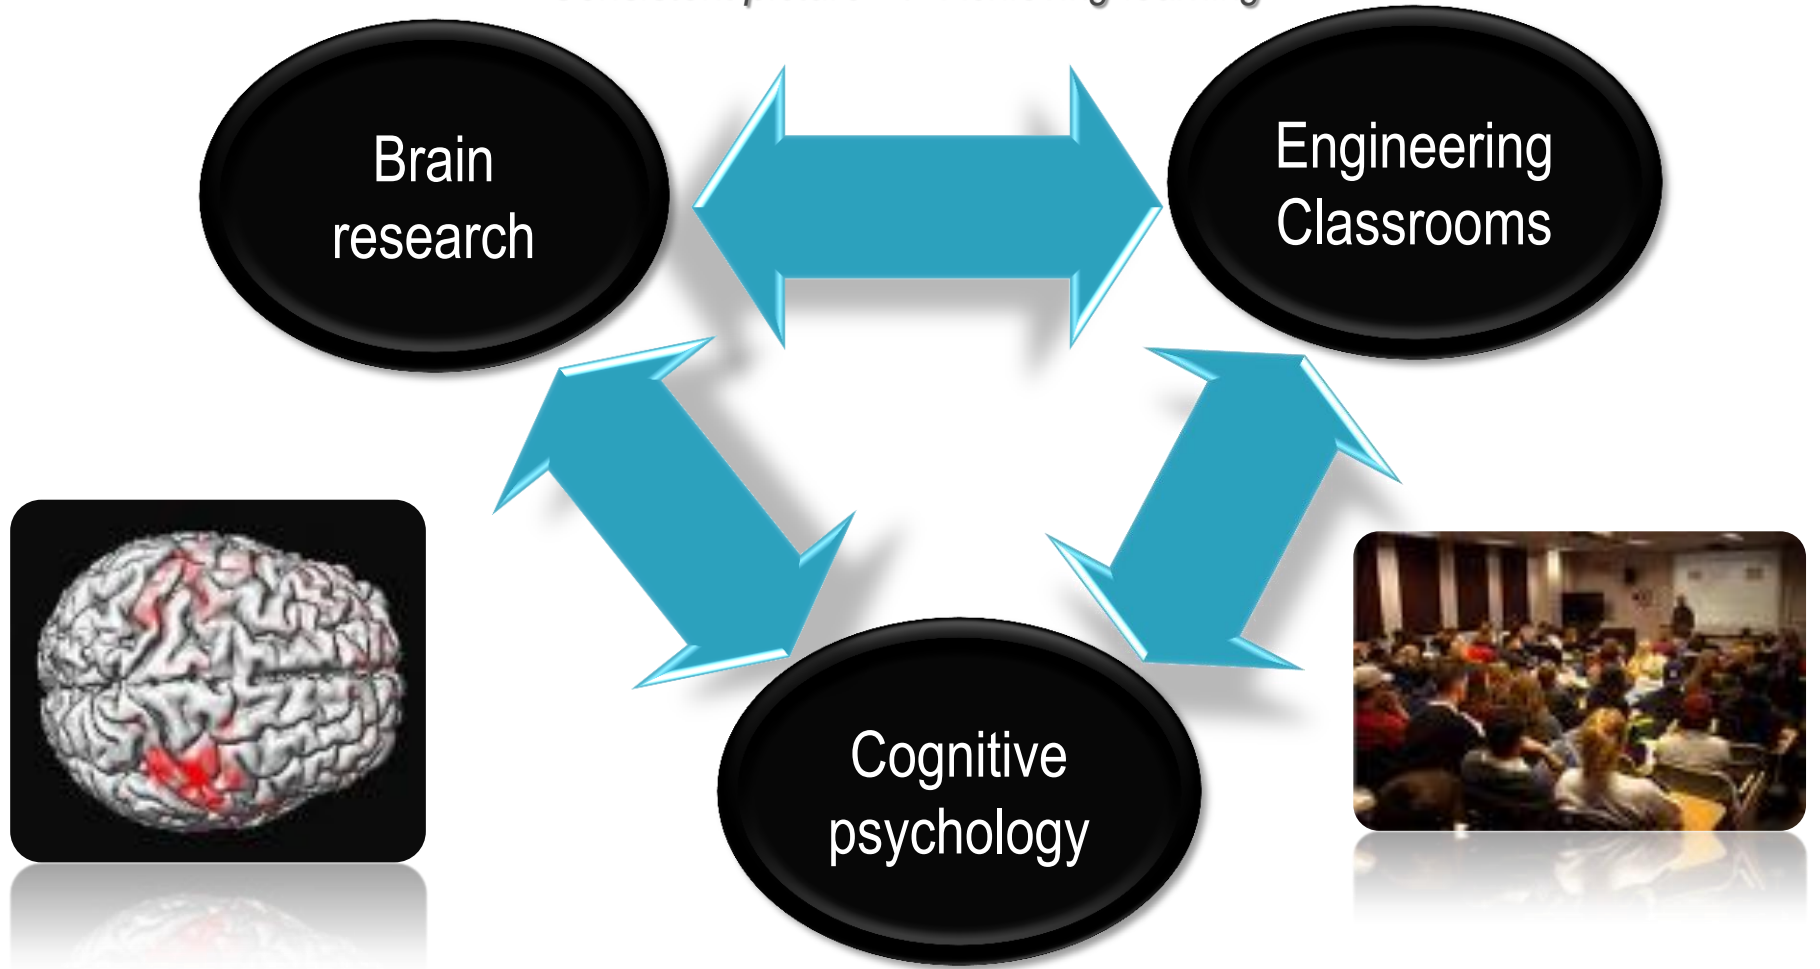 Brain
research
Engineering
Classrooms
Cognitive
psychology